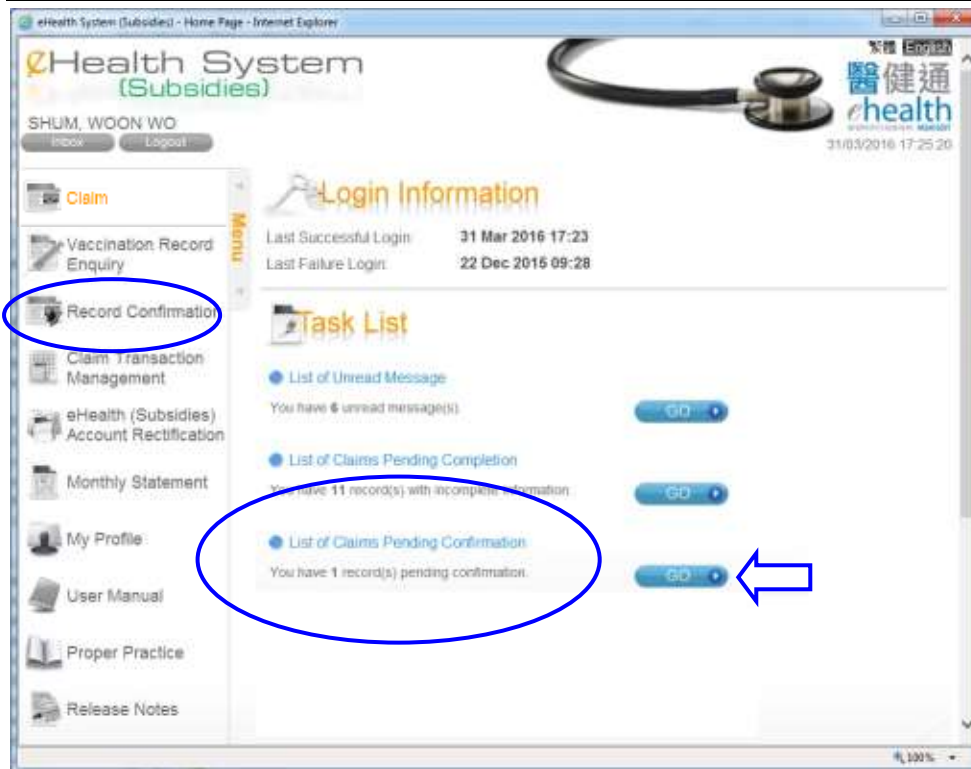 eHealth System (Subsidies) - Home Page - Internet Explorer
eHealth System
(Subsidies)
繁體 English
醫健通
ehealth
SHUM, WOON WO
Inbox Logout
31/03/2016 17:25:20
Claim
Vaccination Record
Enquiry
Record Confirmation
Claim Transaction
Management
eHealth (Subsidies)
Account Rectification
Monthly Statement
My Profile
User Manual
Proper Practice
Release Notes
Menu
Login Information
Last Successful Login: 31 Mar 2016 17:23
Last Failure Login: 22 Dec 2015 09:28
Task List
List of Unread Message
You have 6 unread message(s).
GO
List of Claims Pending Completion
You have 11 record(s) with incomplete information.
GO
List of Claims Pending Confirmation
You have 1 record(s) pending confirmation.
GO
100%